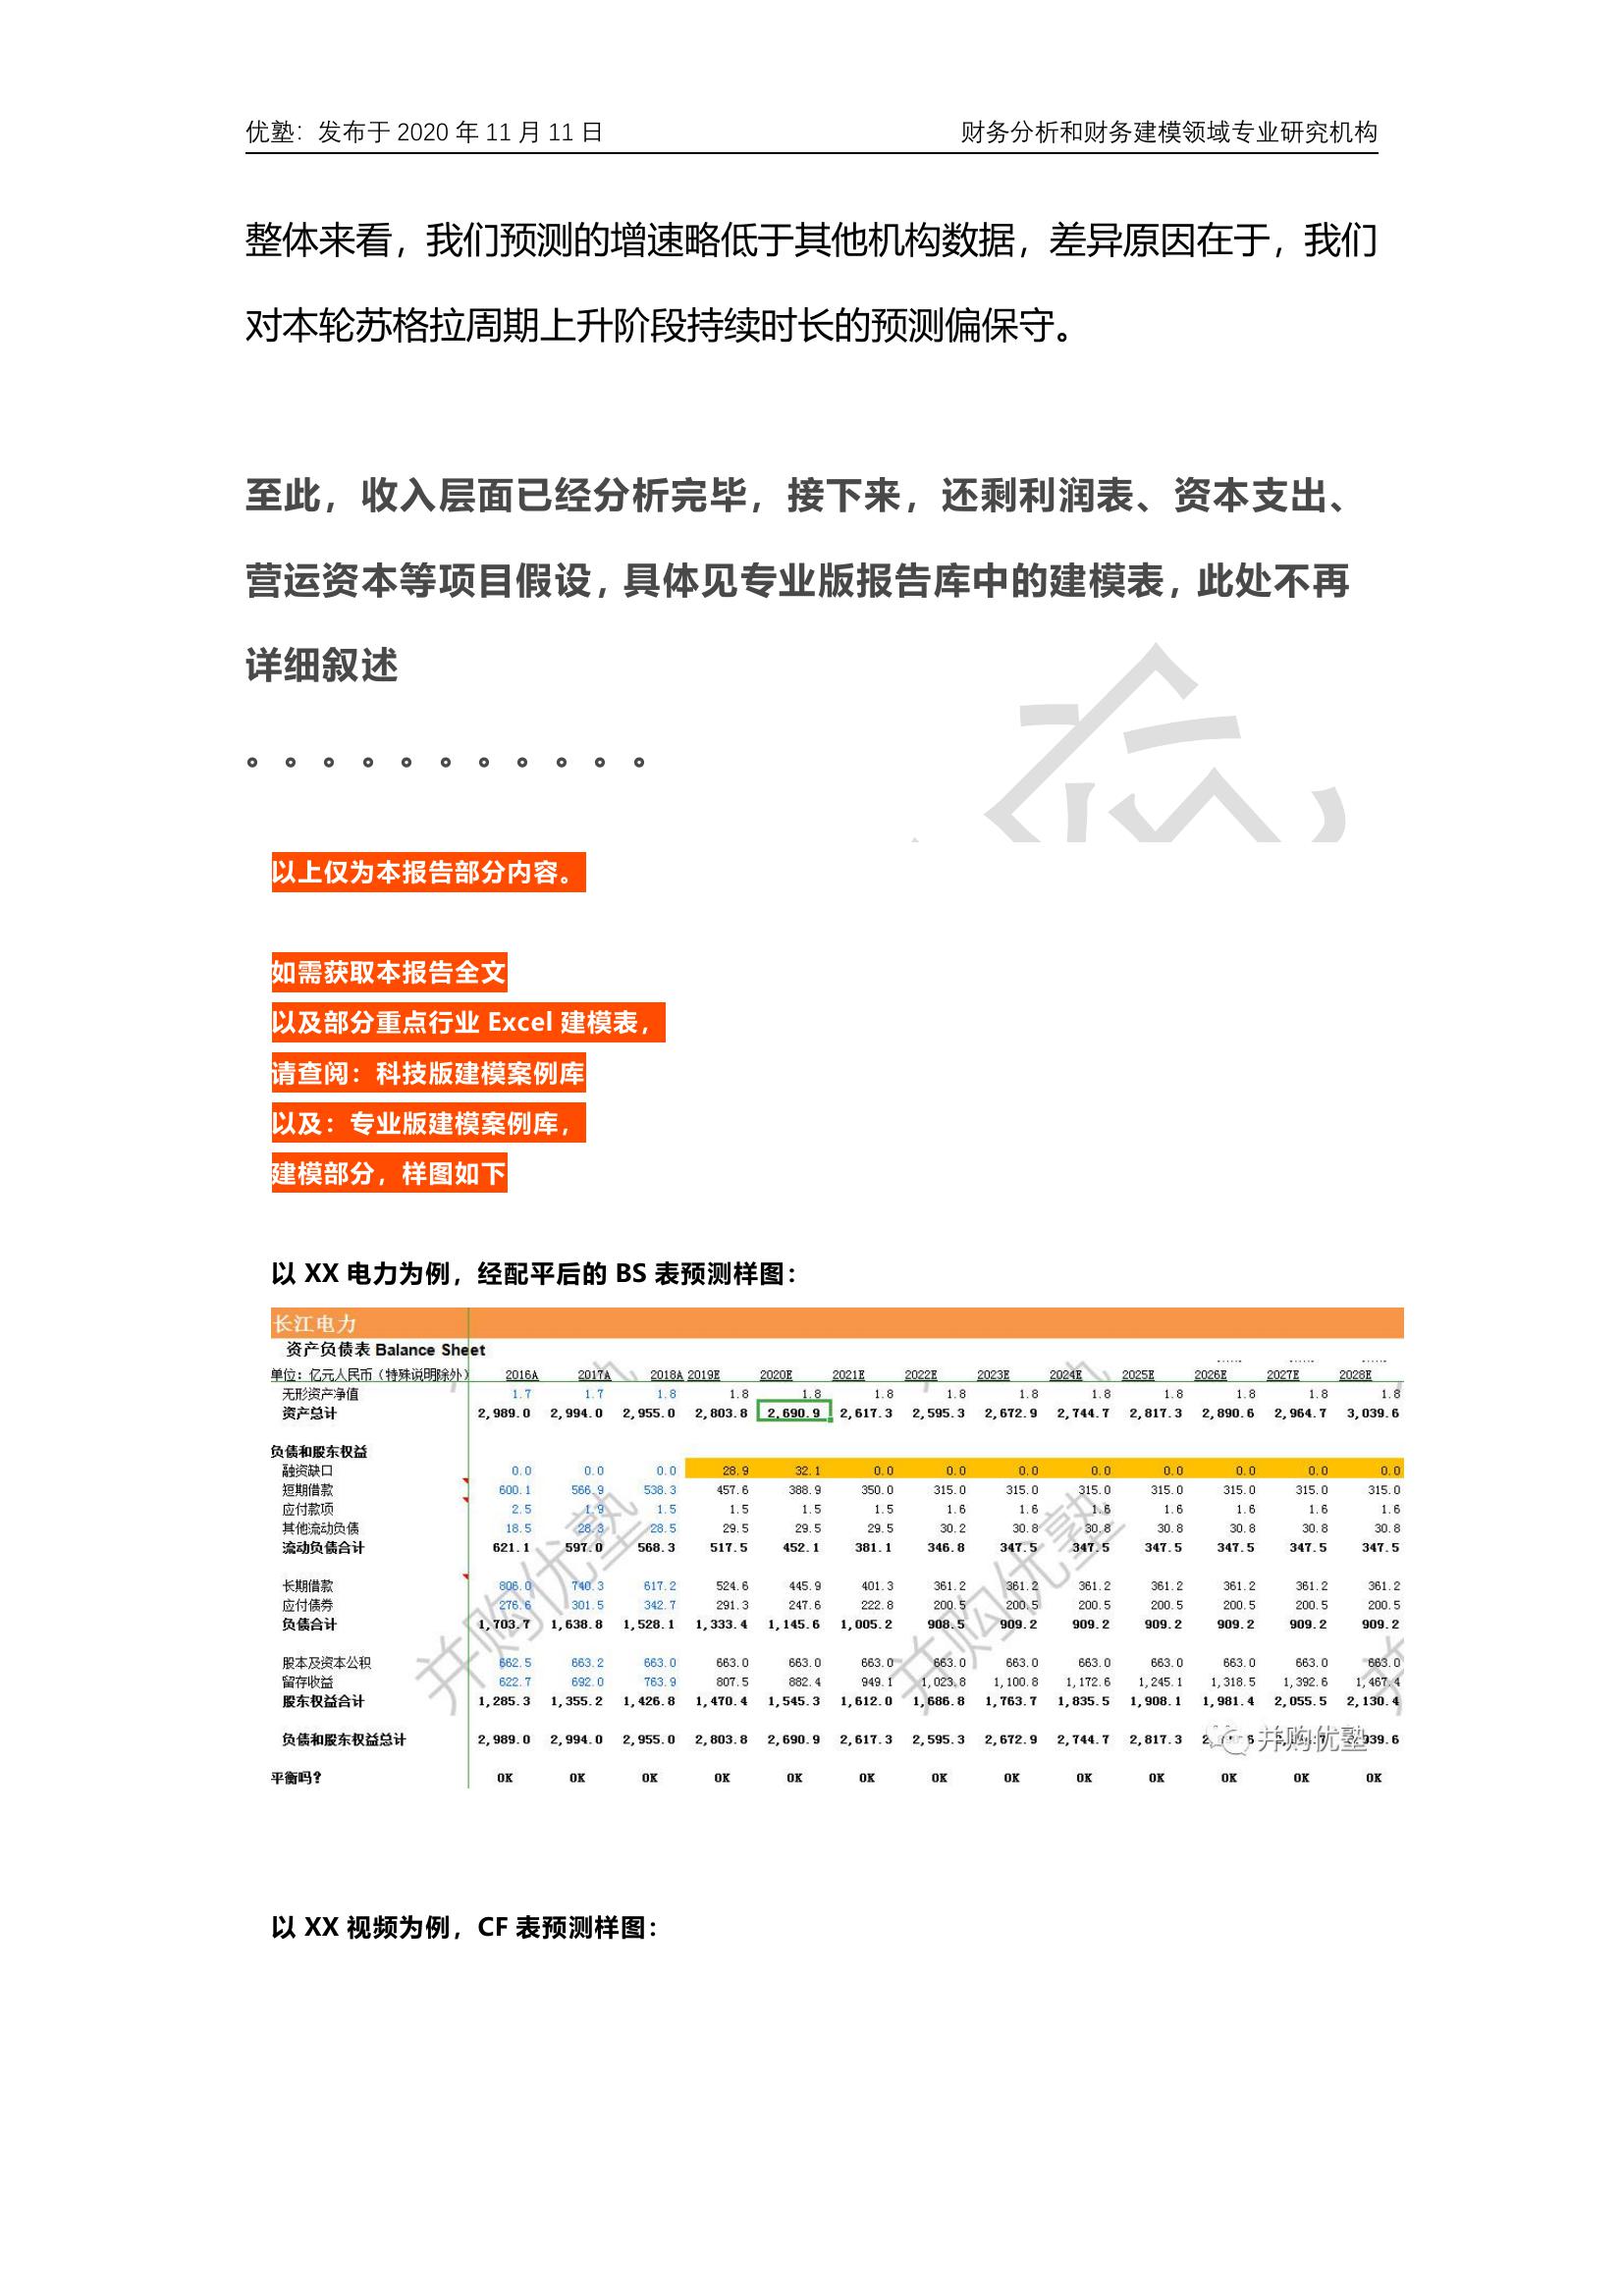 优塾：发布于 2020 年 11 月 11 日 财务分析和财务建模领域专业研究机构
整体来看，我们预测的增速略低于其他机构数据，差异原因在于，我们
对本轮苏格拉周期上升阶段持续时长的预测偏保守。
至此，收入层面已经分析完毕，接下来，还剩利润表、资本支出、
营运资本等项目假设，具体见专业版报告库中的建模表，此处不再
详细叙述
以上仅为本报告部分内容。
如需获取本报告全文
以及部分重点行业 Excel 建模表，
请查阅：科技版建模案例库
以及：专业版建模案例库，
建模部分，样图如下
以 XX 电力为例，经配平后的 BS 表预测样图：
长江电力
资产负债表 Balance Sheet
单位：亿元人民币（特殊说明除外） 2016A 2017A 2018A 2019E 2020E 2021E 2022E 2023E 2024E 2025E 2026E 2027E 2028E
无形资产净值 1.7 1.7 1.8 1.8 1.8 1.8 1.8 1.8 1.8 1.8 1.8 1.8 1.8
资产总计 2,989.0 2,994.0 2,955.0 2,803.8 2,690.9 2,617.3 2,595.3 2,672.9 2,744.7 2,817.3 2,890.6 2,964.7 3,039.6
负债和股东权益
融资缺口 0.0 0.0 0.0 28.9 32.1 0.0 0.0 0.0 0.0 0.0 0.0 0.0 0.0
短期借款 600.1 566.9 538.3 457.6 388.9 350.0 315.0 315.0 315.0 315.0 315.0 315.0 315.0
应付款项 2.5 1.9 1.5 1.5 1.5 1.5 1.6 1.6 1.6 1.6 1.6 1.6 1.6
其他流动负债 18.5 28.3 28.5 29.5 29.5 29.5 30.2 30.8 30.8 30.8 30.8 30.8 30.8
流动负债合计 621.1 597.0 568.3 517.5 452.1 381.1 346.8 347.5 347.5 347.5 347.5 347.5 347.5
长期借款 806.0 740.3 617.2 524.6 445.9 401.3 361.2 361.2 361.2 361.2 361.2 361.2 361.2
应付债券 276.6 301.5 342.7 291.3 247.6 222.8 200.5 200.5 200.5 200.5 200.5 200.5 200.5
负债合计 1,703.7 1,638.8 1,528.1 1,333.4 1,145.6 1,005.2 908.5 909.2 909.2 909.2 909.2 909.2 909.2
股本及资本公积 662.5 663.2 663.0 663.0 663.0 663.0 663.0 663.0 663.0 663.0 663.0 663.0 663.0
留存收益 622.7 692.0 763.9 807.5 882.4 949.1 1,023.8 1,100.8 1,172.6 1,245.1 1,318.5 1,392.6 1,467.4
股东权益合计 1,285.3 1,355.2 1,426.8 1,470.4 1,545.3 1,612.0 1,686.8 1,763.7 1,835.5 1,908.1 1,981.4 2,055.5 2,130.4
负债和股东权益总计 2,989.0 2,994.0 2,955.0 2,803.8 2,690.9 2,617.3 2,595.3 2,672.9 2,744.7 2,817.3
并购优塾
平衡吗? OK OK OK OK OK OK OK OK OK OK OK OK OK
并购优塾
并购优塾
以 XX 视频为例，CF 表预测样图：